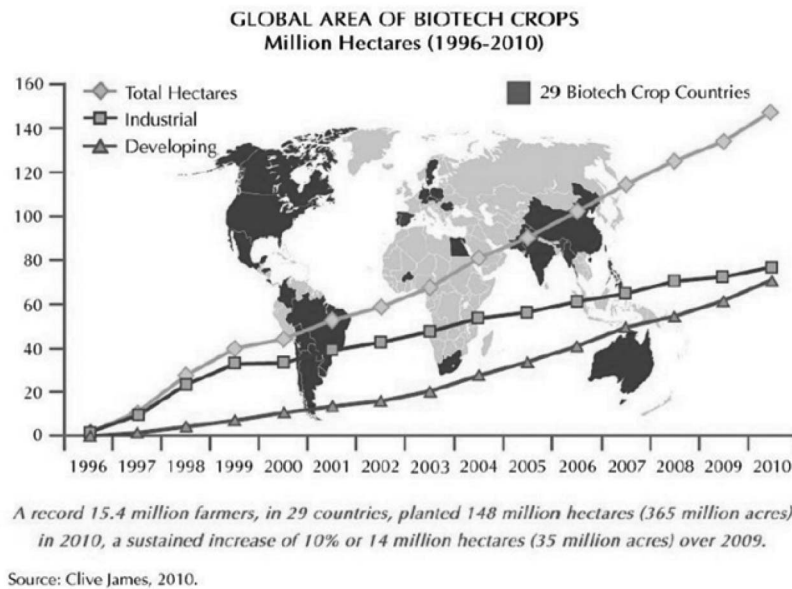 GLOBAL AREA OF BIOTECH CROPS
Million Hectares (1996-2010)
160
140
120
100
80
60
40
20
0
Total Hectares
Industrial
Developing
29 Biotech Crop Countries
1996 1997 1998 1999 2000 2001 2002 2003 2004 2005 2006 2007 2008 2009 2010
A record 15.4 million farmers, in 29 countries, planted 148 million hectares (365 million acres)
in 2010, a sustained increase of 10% or 14 million hectares (35 million acres) over 2009.
Source: Clive James, 2010.